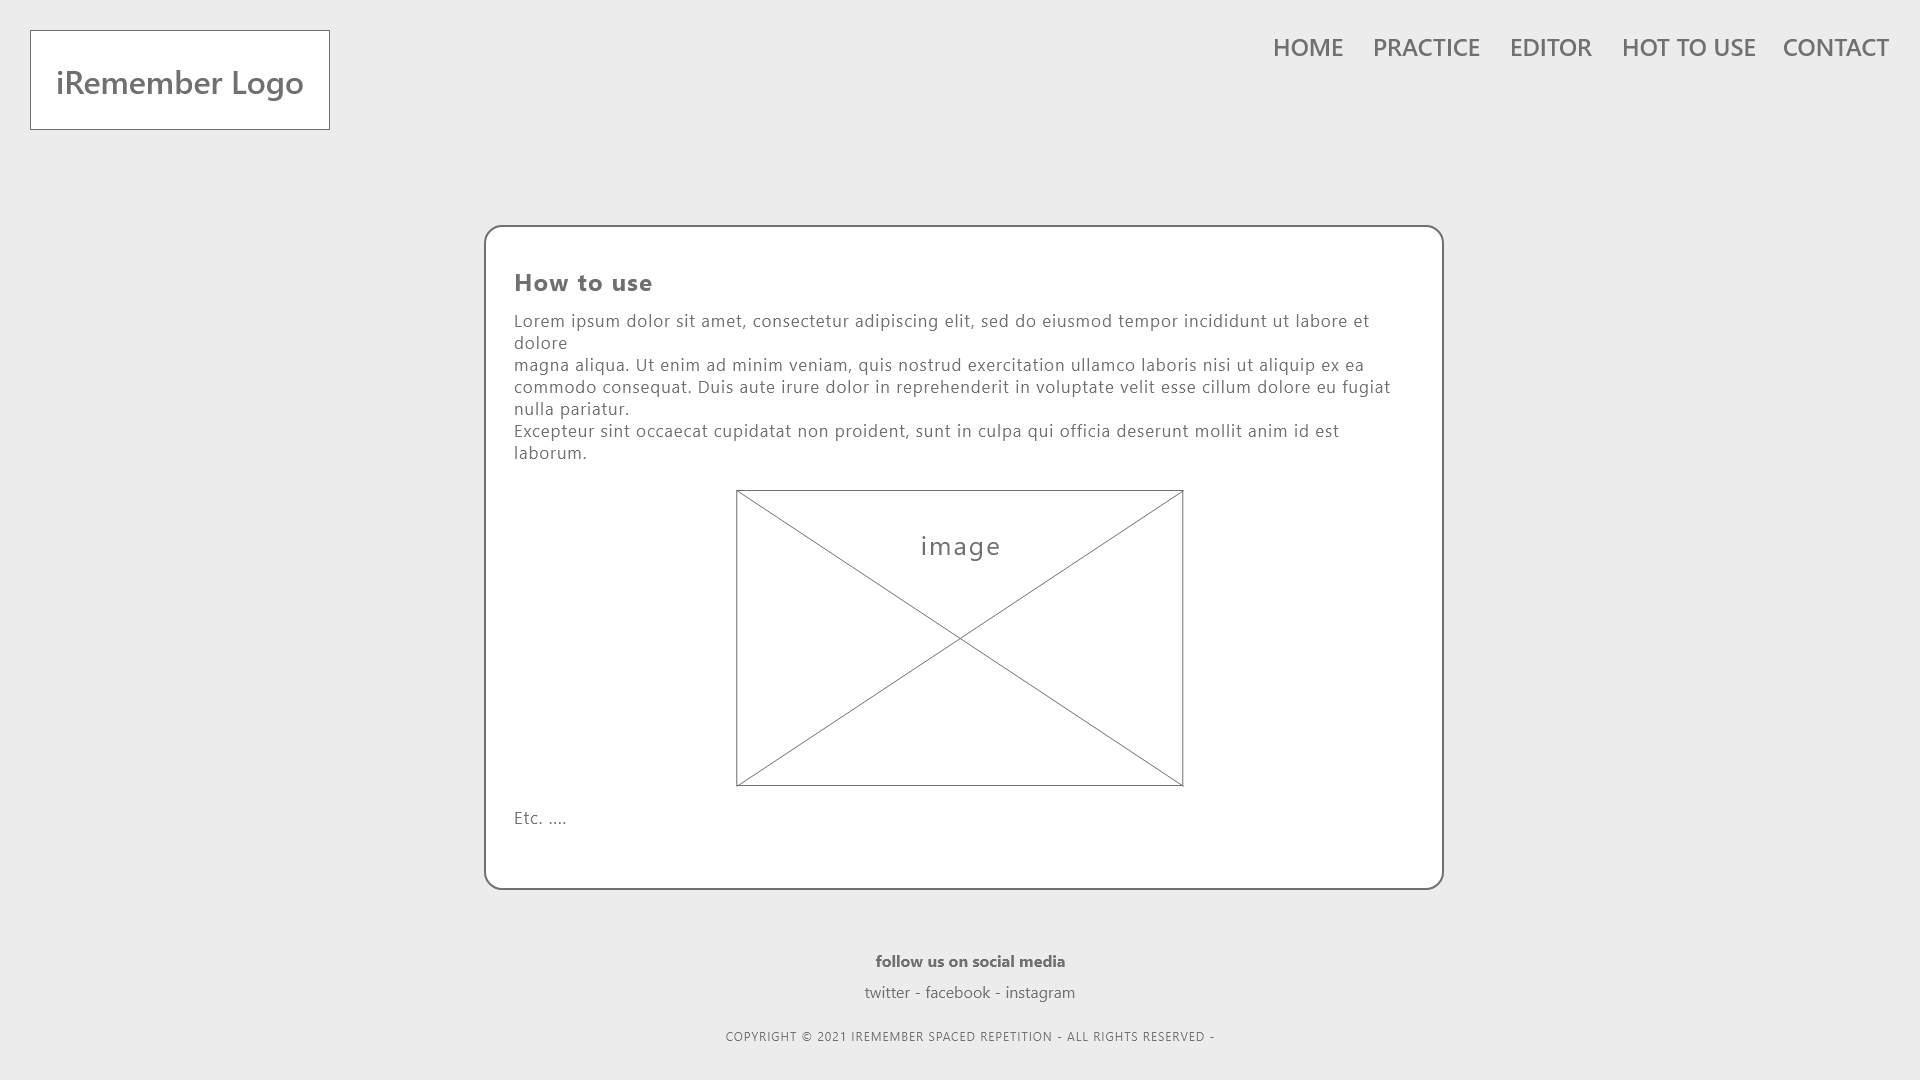 iRemember Logo
HOME PRACTICE EDITOR HOT TO USE CONTACT
How to use
Lorem ipsum dolor sit amet, consectetur adipiscing elit, sed do eiusmod tempor incididunt ut labore et
dolore
magna aliqua. Ut enim ad minim veniam, quis nostrud exercitation ullamco laboris nisi ut aliquip ex ea
commodo consequat. Duis aute irure dolor in reprehenderit in voluptate velit esse cillum dolore eu fugiat
nulla pariatur.
Excepteur sint occaecat cupidatat non proident, sunt in culpa qui officia deserunt mollit anim id est
laborum.
image
Etc. ....
follow us on social media
twitter - facebook - instagram
COPYRIGHT © 2021 IREMEMBER SPACED REPETITION - ALL RIGHTS RESERVED -